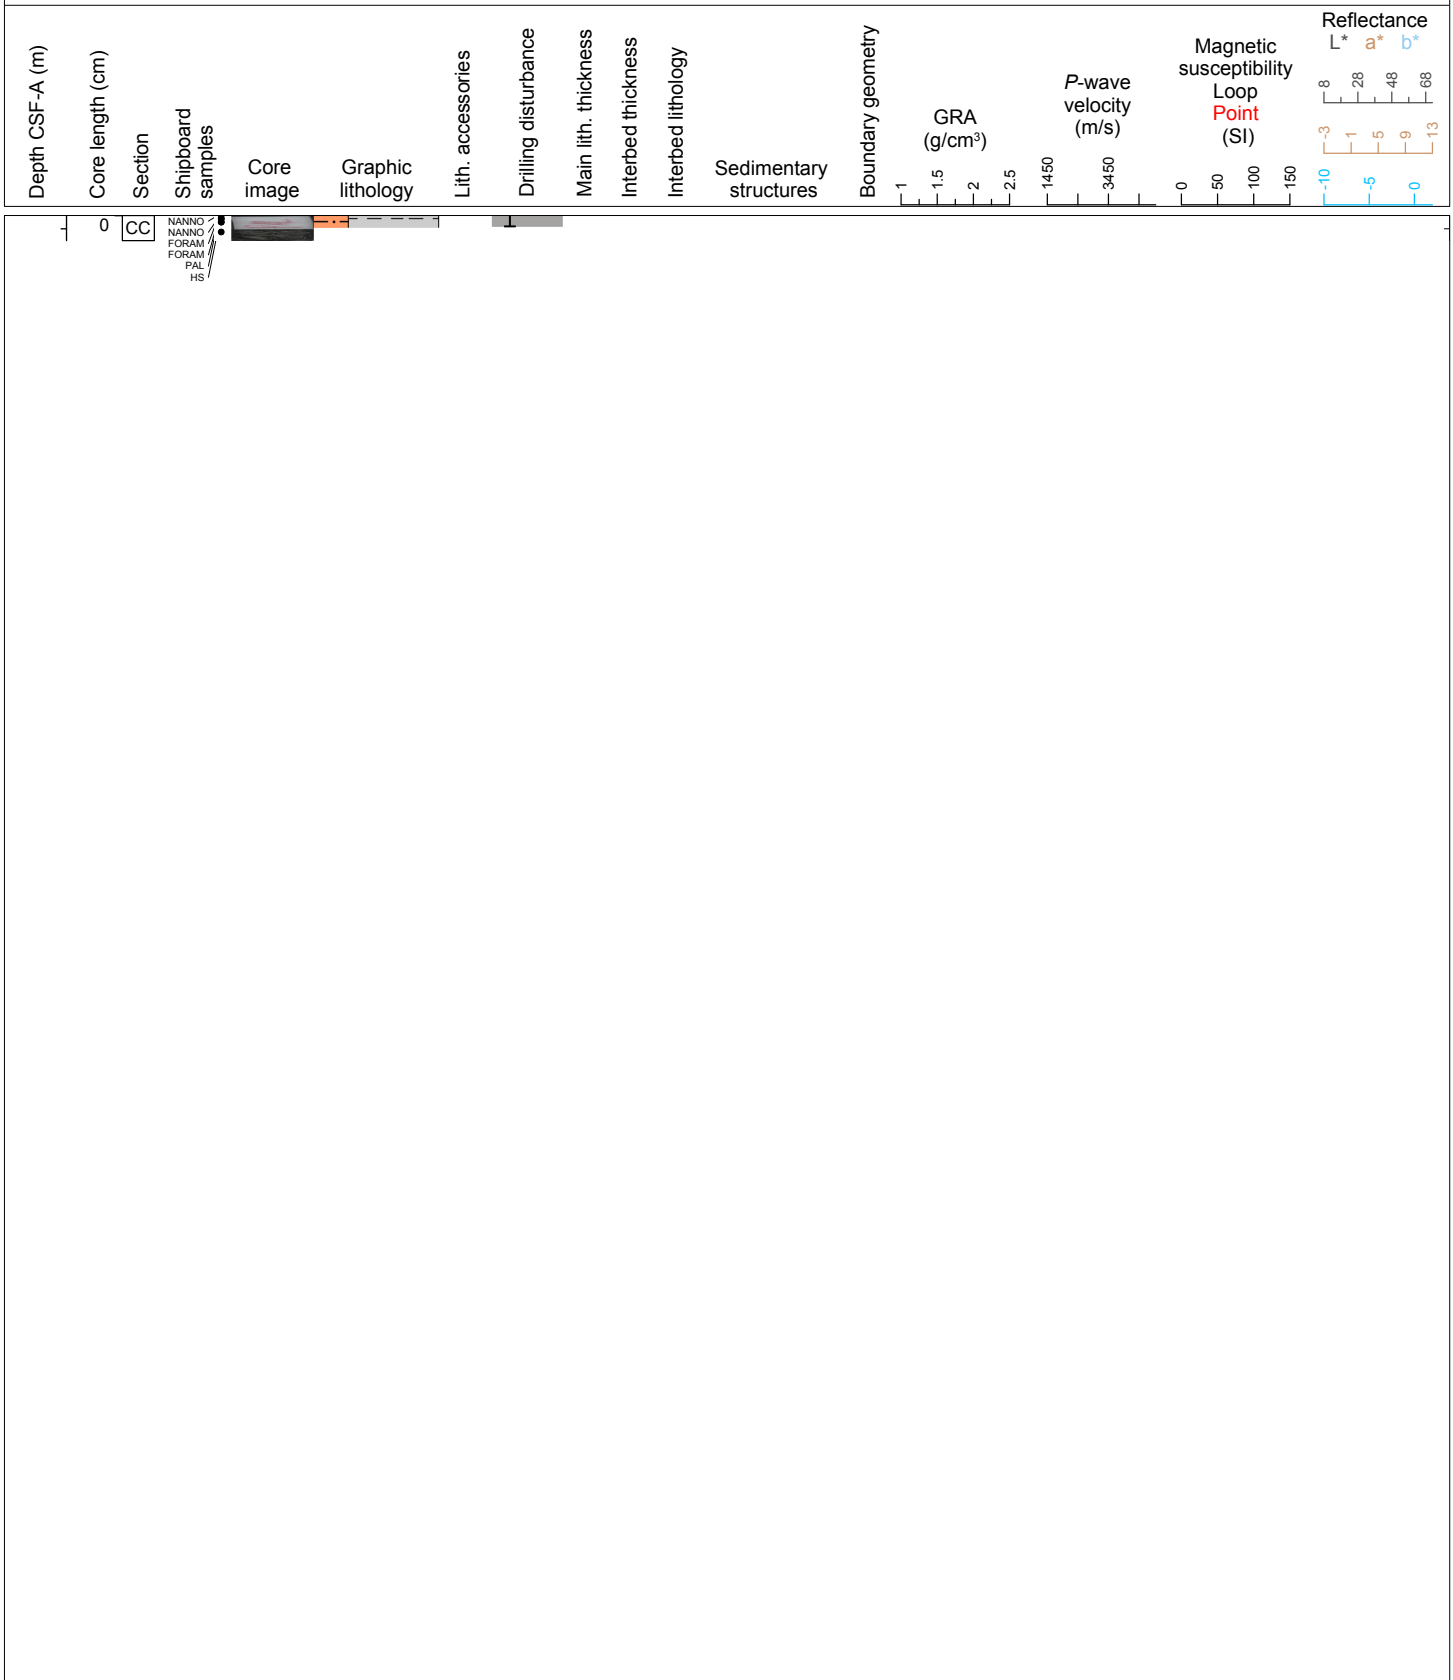 Depth CSF-A (m)
Core length (cm)
Section
Shipboard
samples
Core
image
Graphic
lithology
Lith. accessories
Drilling disturbance
Main lith. thickness
Interbed thickness
Interbed lithology
Sedimentary
structures
Boundary geometry
GRA
(g/cm³)
1
1.5
2
2.5
P-wave
velocity
(m/s)
1450
3450
Magnetic
susceptibility
Loop
Point
(SI)
0
50
100
150
Reflectance
L* a* b*
8
28
48
68
-3
1
5
9
13
-10
-5
0
0
CC
NANNO
NANNO
FORAM
FORAM
PAL
HS